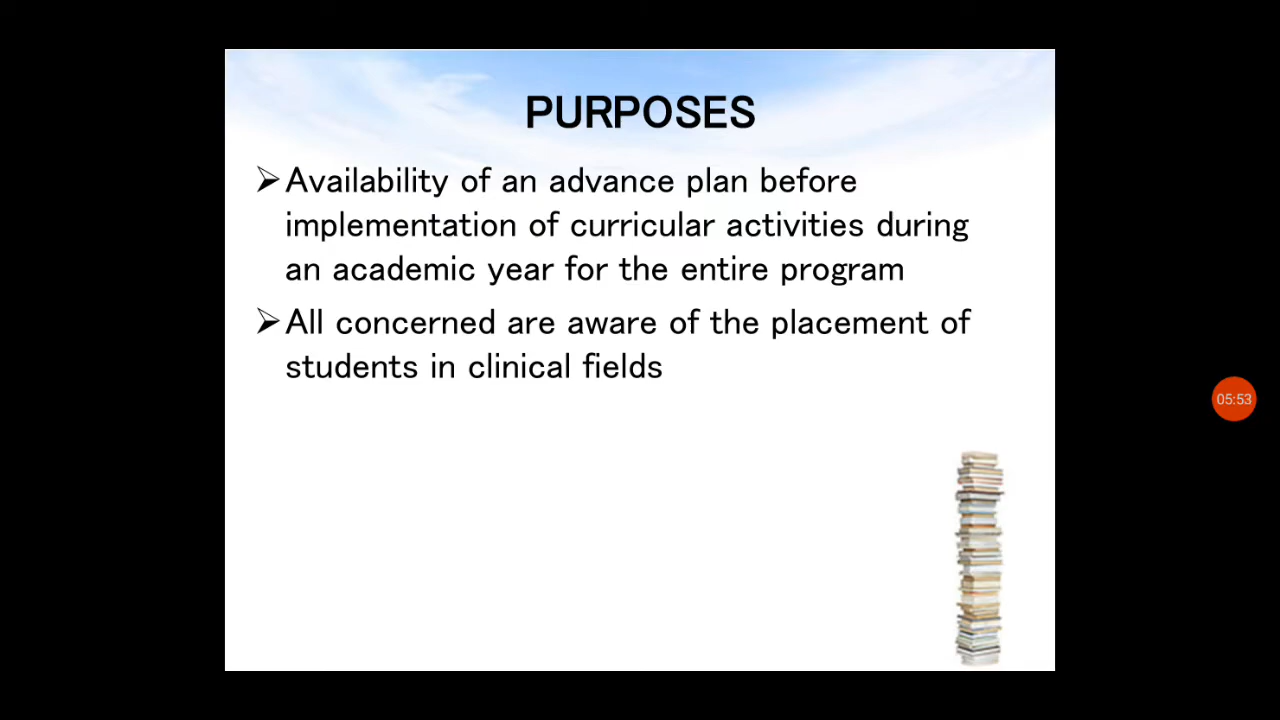 PURPOSES
➢Availability of an advance plan before
implementation of curricular activities during
an academic year for the entire program
➢All concerned are aware of the placement of
students in clinical fields
05:53